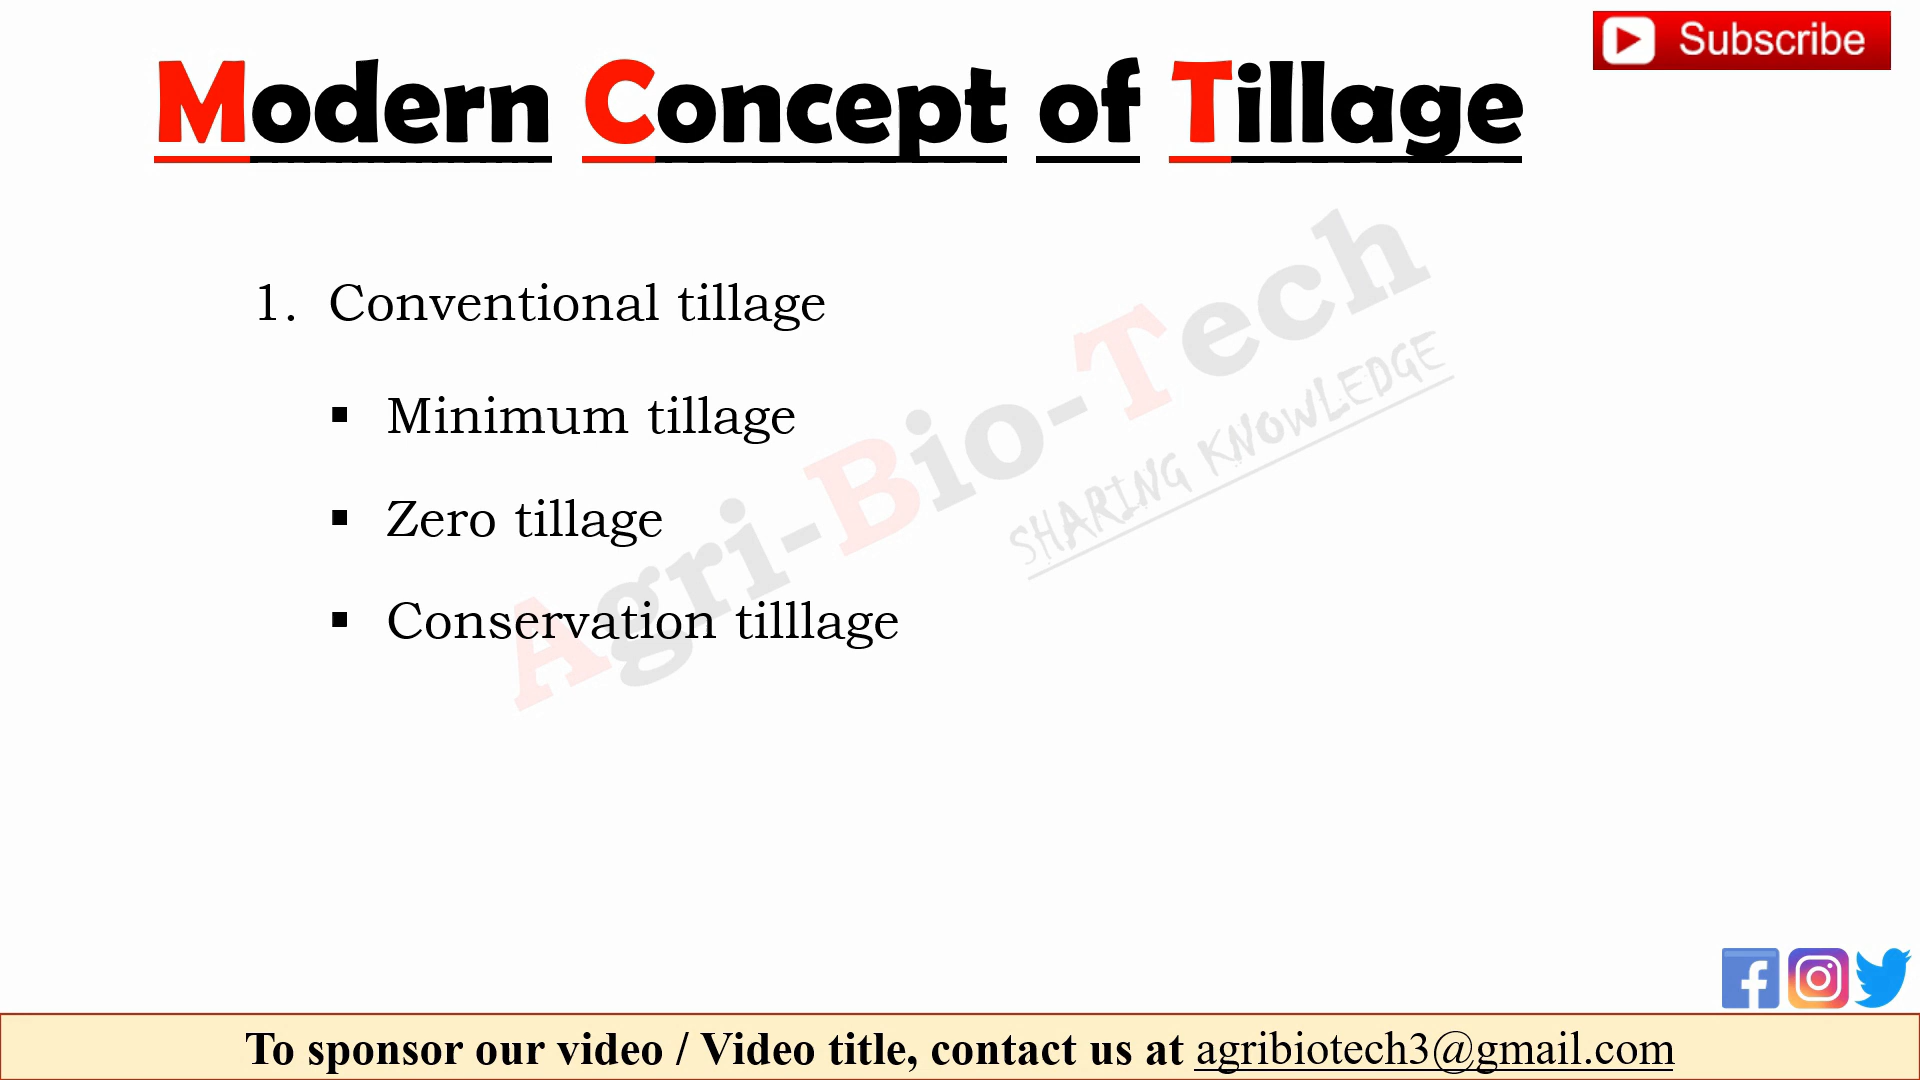 Subscribe
Modern Concept of Tillage
1. Conventional tillage
▪ Minimum tillage
▪ Zero tillage
▪ Conservation tilllage
Agri-Bio-Tech
SHARING KNOWLEDGE
To sponsor our video / Video title, contact us at agribiotech3@gmail.com